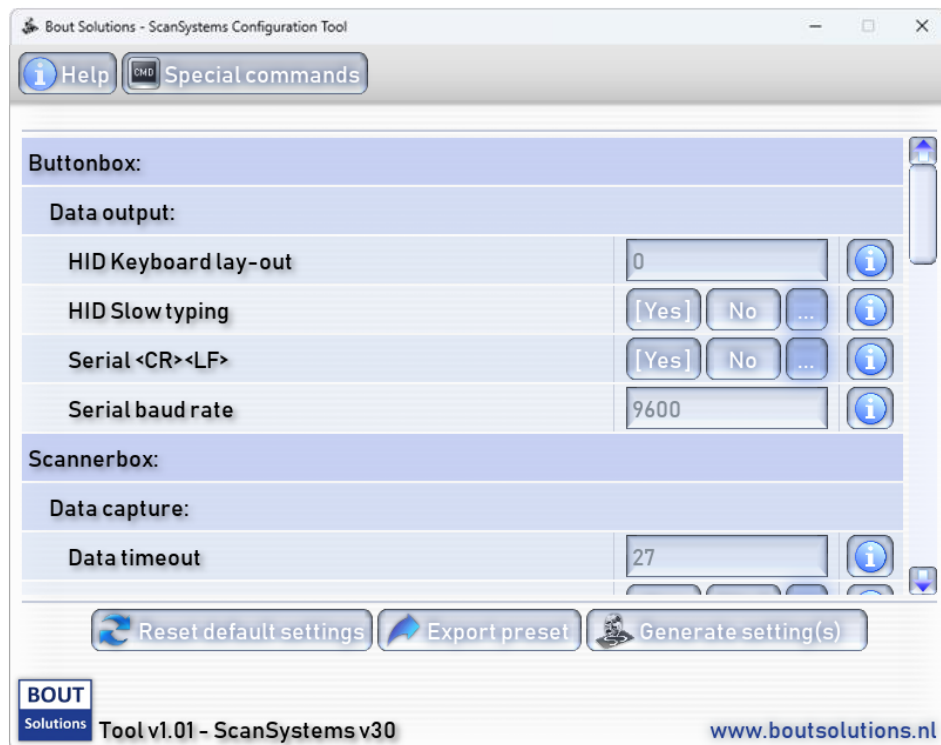 Bout Solutions - ScanSystems Configuration Tool
Help CMD Special commands
Buttonbox:
Data output:
HID Keyboard lay-out 0
HID Slow typing [Yes] No ...
Serial <CR><LF> [Yes] No ...
Serial baud rate 9600
Scannerbox:
Data capture:
Data timeout 27
Reset default settings Export preset Generate setting(s)
BOUT
Solutions
Tool v1.01 - ScanSystems v30 www.boutsolutions.nl